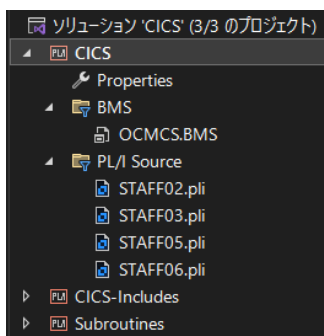 ソリューション 'CICS' (3/3 のプロジェクト)
CICS
Properties
BMS
OCMCS.BMS
PL/I Source
STAFF02.pli
STAFF03.pli
STAFF05.pli
STAFF06.pli
CICS-Includes
Subroutines